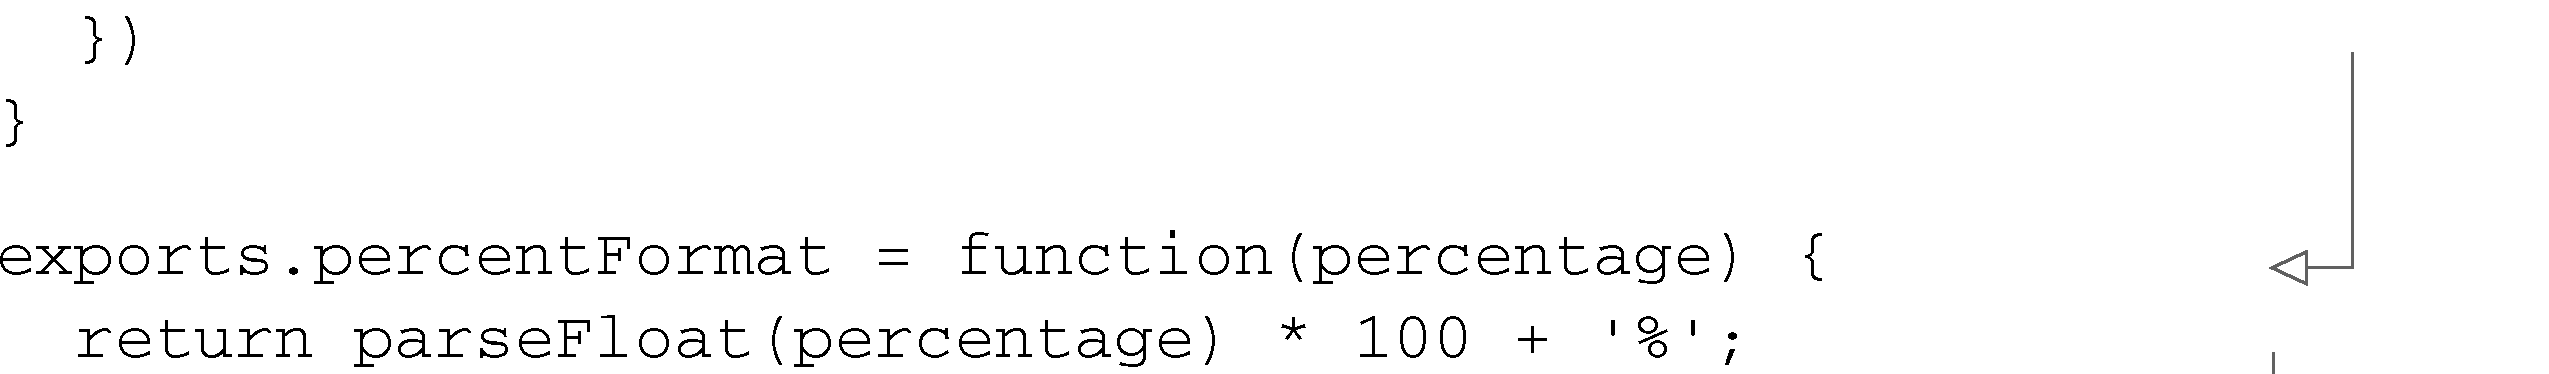 })
}
exports.percentFormat = function(percentage) {
  return parseFloat(percentage) * 100 + '%';